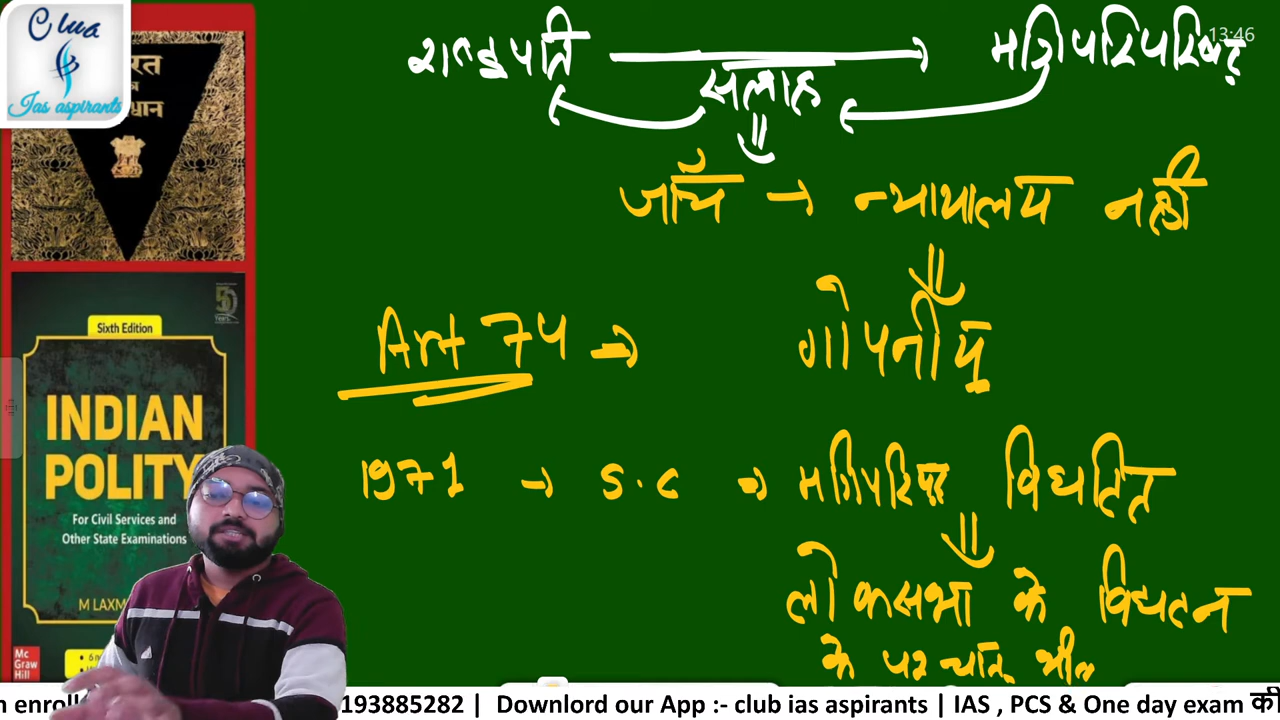 Clua
Ias aspirants
रत
धान
राष्ट्रपति → मंत्रिपरिषद्
13:46
सलाह
जाँच → न्यायालय नहीं
Art 74 → गोपनीय
1971 → S.C → विघटित
लोकसभा के विघटन
के पश्चात भी
Sixth Edition
INDIAN
POLITY
For Civil Services and
Other State Examinations
M LAXM
Mc
Graw
Hill
193885282 | Downlord our App :- club ias aspirants | IAS , PCS & One day exam की